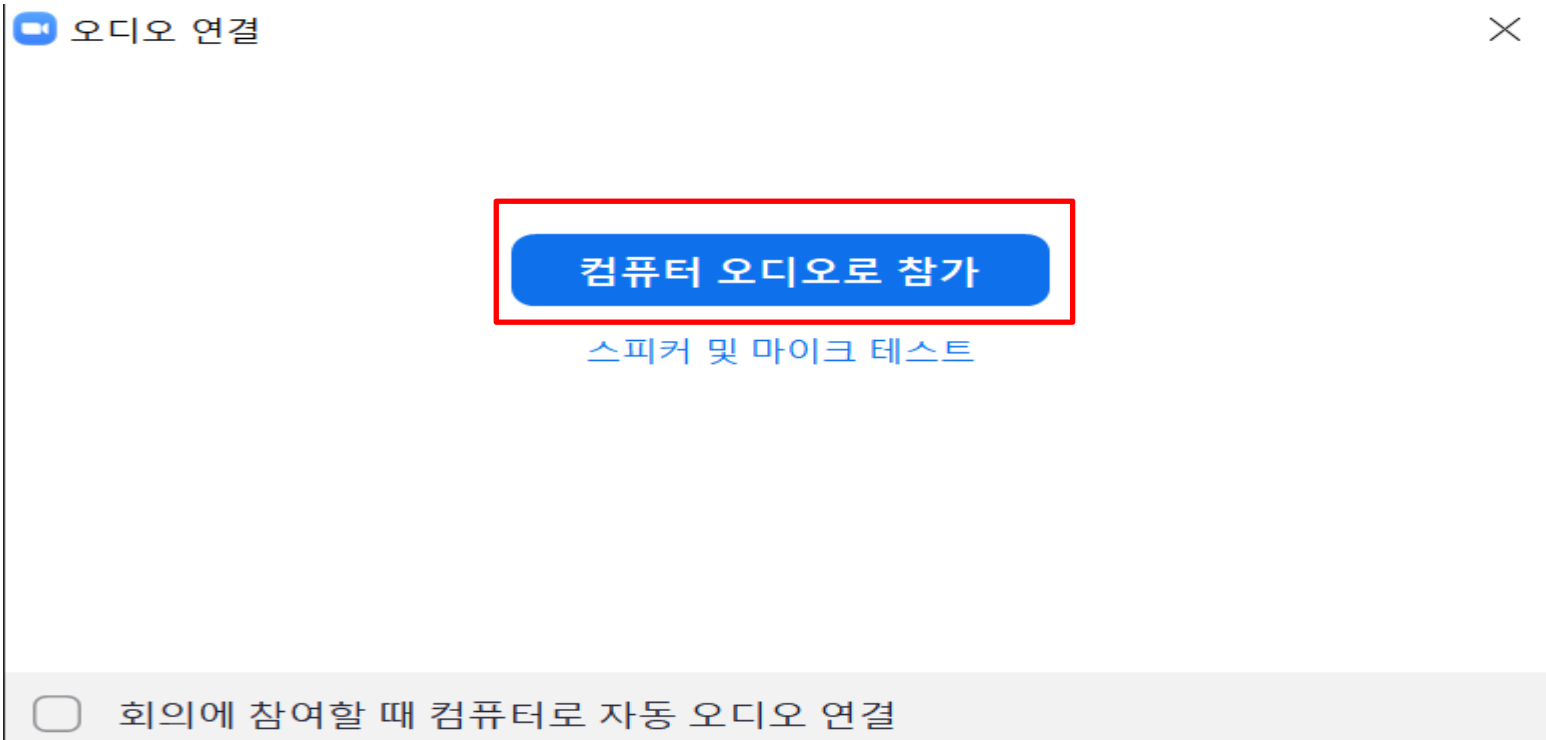 오디오 연결
컴퓨터 오디오로 참가
스피커 및 마이크 테스트
회의에 참여할 때 컴퓨터로 자동 오디오 연결